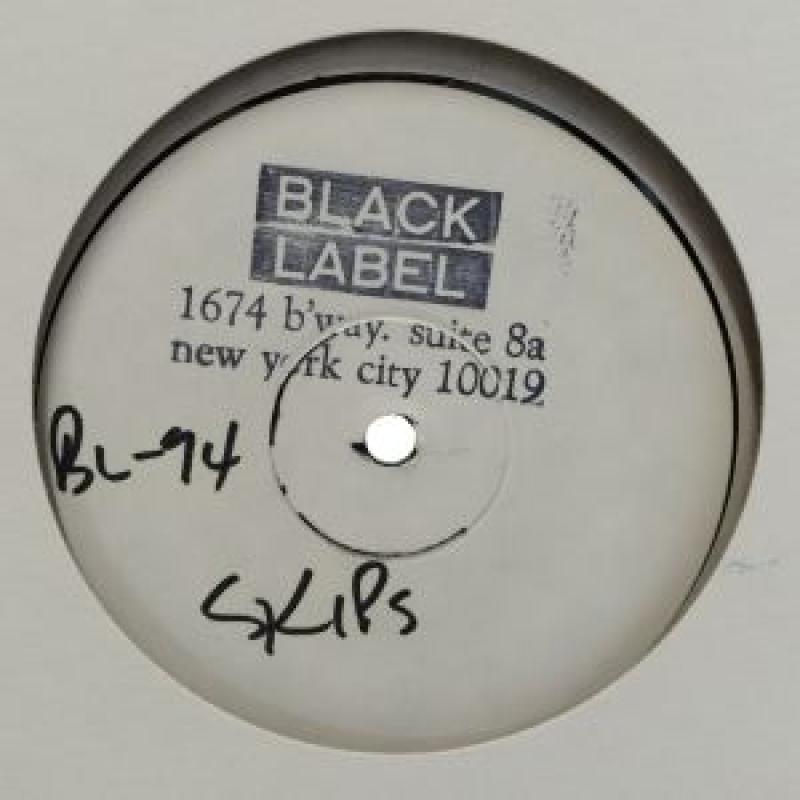 BLACK
LABEL
1674 b'way. suite 8a
new york city 10019
BL-94
SKIPS